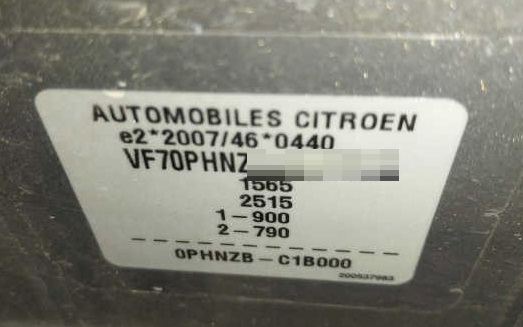 AUTOMOBILES CITROEN
e2*2007/46*0440
VF70PHNZ
1565
2515
1-900
2-790
0PHNZB-C1B000